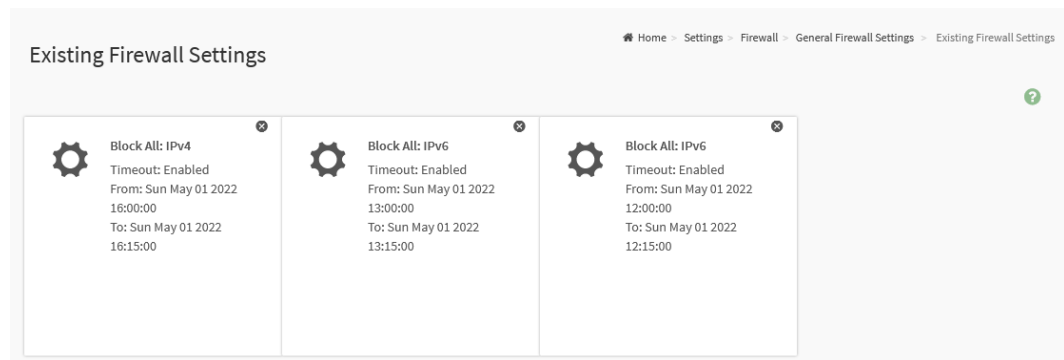 Home > Settings > Firewall > General Firewall Settings > Existing Firewall Settings
Existing Firewall Settings
?
Block All: IPv4
Timeout: Enabled
From: Sun May 01 2022
16:00:00
To: Sun May 01 2022
16:15:00
Block All: IPv6
Timeout: Enabled
From: Sun May 01 2022
13:00:00
To: Sun May 01 2022
13:15:00
Block All: IPv6
Timeout: Enabled
From: Sun May 01 2022
12:00:00
To: Sun May 01 2022
12:15:00